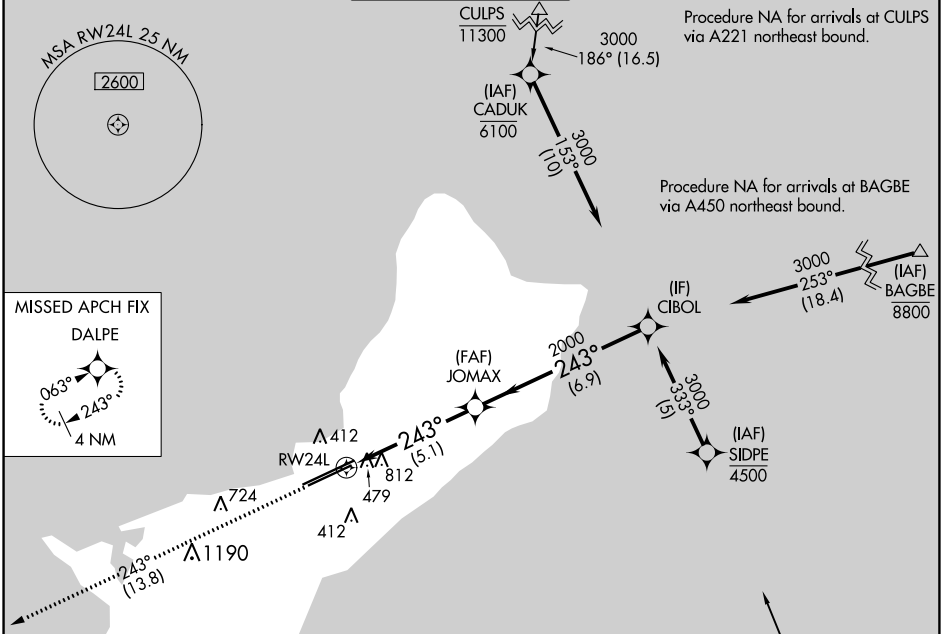 MSA RW24L 25 NM
2600
CULPS
11300
3000
186° (16.5)
(IAF)
CADUK
6100
3000
153°
(10)
Procedure NA for arrivals at CULPS
via A221 northeast bound.
Procedure NA for arrivals at BAGBE
via A450 northeast bound.
3000
253°
(18.4)
(IAF)
BAGBE
8800
(IF)
CIBOL
2000
243°
(6.9)
(FAF)
JOMAX
3000
333°
(5)
(IAF)
SIDPE
4500
MISSED APCH FIX
DALPE
063°
243°
4 NM
412
243°
(5.1)
RW24L
812
479
724
412
1190
243°
(13.8)